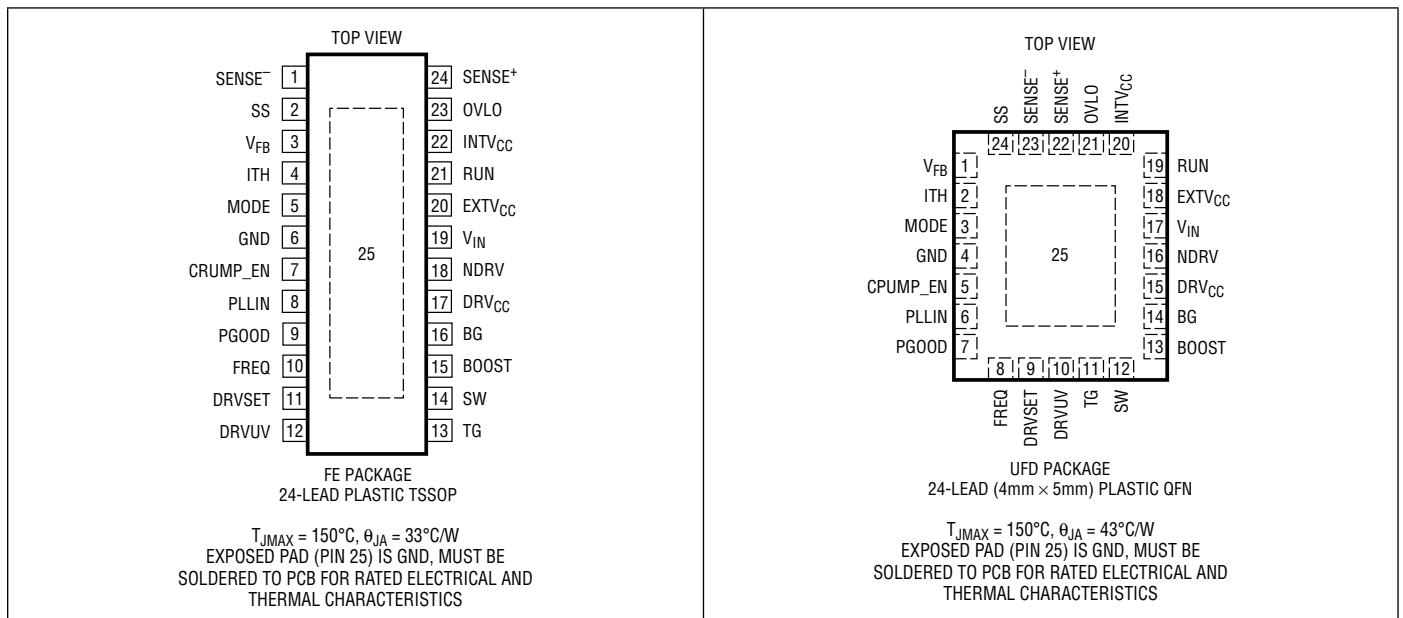 TOP VIEW
SENSE⁻ 1
SS 2
V_FB 3
ITH 4
MODE 5
GND 6
CRUMP_EN 7
PLLIN 8
PGOOD 9
FREQ 10
DRVSET 11
DRVUV 12
24 SENSE⁺
23 OVLO
22 INTV_CC
21 RUN
20 EXTV_CC
19 V_IN
18 NDRV
17 DRV_CC
16 BG
15 BOOST
14 SW
13 TG
25
FE PACKAGE
24-LEAD PLASTIC TSSOP
T_JMAX = 150°C, θ_JA = 33°C/W
EXPOSED PAD (PIN 25) IS GND, MUST BE
SOLDERED TO PCB FOR RATED ELECTRICAL AND
THERMAL CHARACTERISTICS
TOP VIEW
SS
SENSE⁻
SENSE⁺
OVLO
INTV_CC
24 23 22 21 20
V_FB 1
ITH 2
MODE 3
GND 4
CPUMP_EN 5
PLLIN 6
PGOOD 7
25
19 RUN
18 EXTV_CC
17 V_IN
16 NDRV
15 DRV_CC
14 BG
13 BOOST
8 9 10 11 12
FREQ
DRVSET
DRVUV
TG
SW
UFD PACKAGE
24-LEAD (4mm × 5mm) PLASTIC QFN
T_JMAX = 150°C, θ_JA = 43°C/W
EXPOSED PAD (PIN 25) IS GND, MUST BE
SOLDERED TO PCB FOR RATED ELECTRICAL AND
THERMAL CHARACTERISTICS